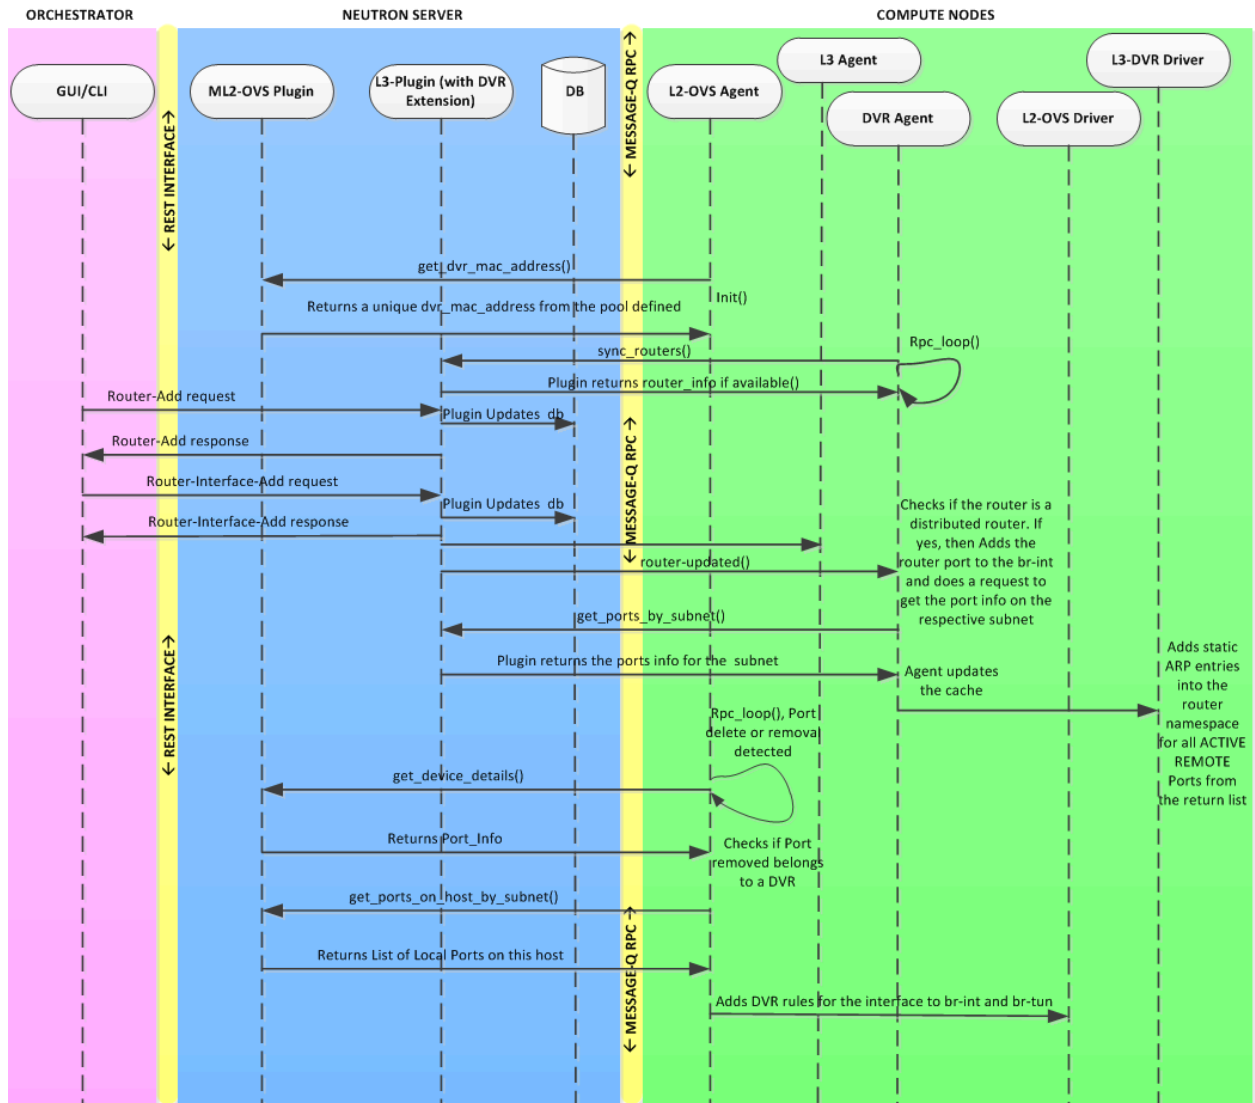 ORCHESTRATOR
NEUTRON SERVER
COMPUTE NODES
GUI/CLI
ML2-OVS Plugin
L3-Plugin (with DVR
Extension)
DB
L2-OVS Agent
L3 Agent
DVR Agent
L2-OVS Driver
L3-DVR Driver
← REST INTERFACE→
← MESSAGE-Q RPC →
get_dvr_mac_address()
Init()
Returns a unique dvr_mac_address from the pool defined
Rpc_loop()
sync_routers()
Plugin returns router_info if available()
Router-Add request
Plugin Updates db
Router-Add response
← MESSAGE-Q RPC →
Router-Interface-Add request
Plugin Updates db
Router-Interface-Add response
Checks if the router is a
distributed router. If
yes, then Adds the
router port to the br-int
and does a request to
get the port info on the
respective subnet
router-updated()
get_ports_by_subnet()
← REST INTERFACE→
Plugin returns the ports info for the subnet
Agent updates
the cache
Adds static
ARP entries
into the
router
namespace
for all ACTIVE
REMOTE
Ports from
the return list
Rpc_loop(), Port
delete or removal
detected
get_device_details()
Returns Port_Info
Checks if Port
removed belongs
to a DVR
get_ports_on_host_by_subnet()
← MESSAGE-Q RPC →
Returns List of Local Ports on this host
Adds DVR rules for the interface to br-int and br-tun